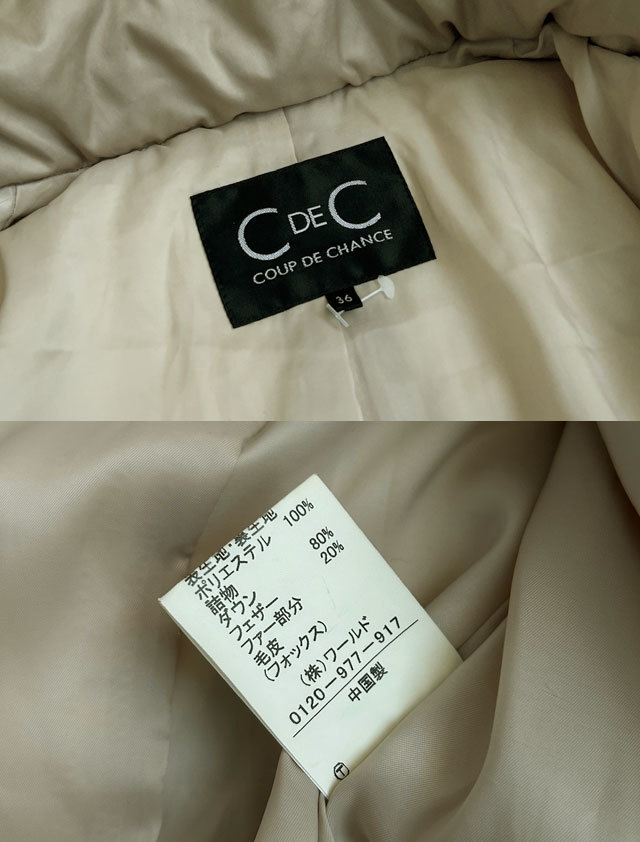 C DE C
COUP DE CHANCE
36
表生地・裏生地
ポリエステル 100%
詰物
ダウン 80%
フェザー 20%
ファー部分
毛皮
(フォックス)
(株)ワールド
0120-977-917
中国製
T